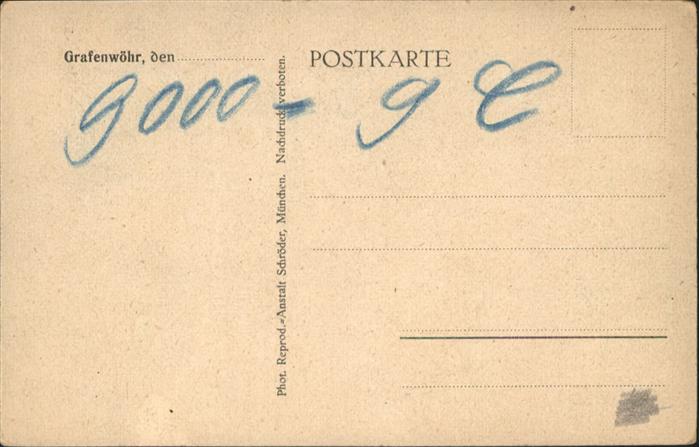 Grafenwöhr, den
POSTKARTE
9000 - 9 C
Phot. Reprod.=Anstalt Schröder, München. Nachdruck verboten.